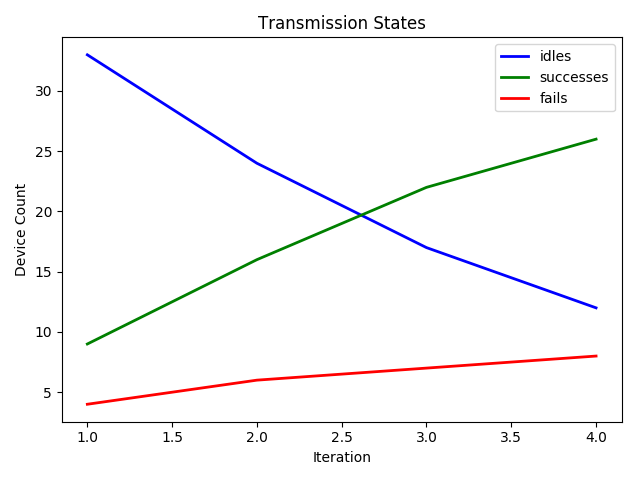 Transmission States
idles
successes
fails
Device Count
30
25
20
15
10
5
1.0 1.5 2.0 2.5 3.0 3.5 4.0
Iteration